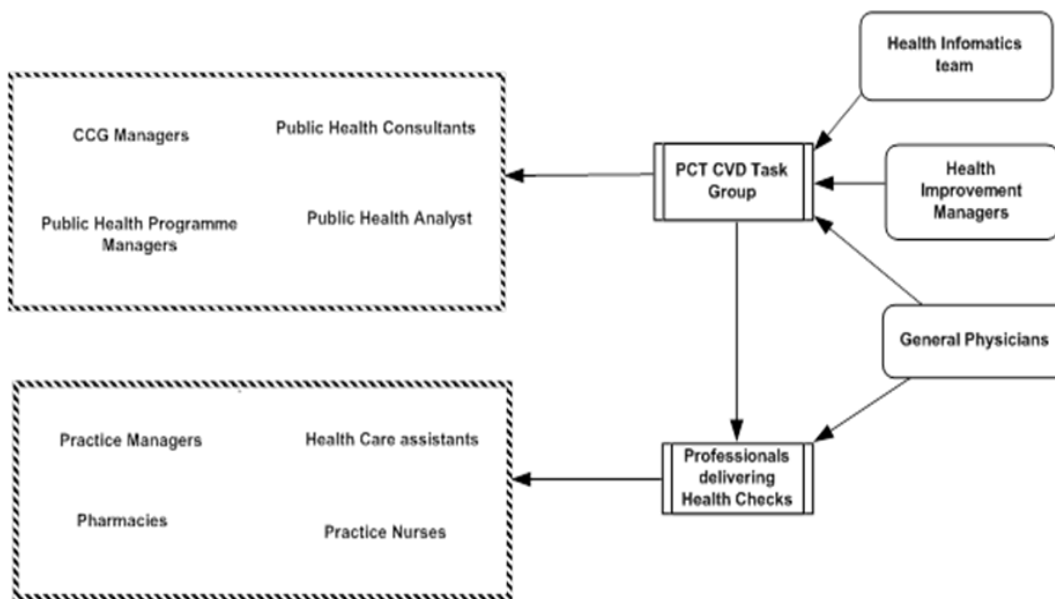 Health Infomatics
team
CCG Managers
Public Health Consultants
PCT CVD Task
Group
Health
Improvement
Managers
Public Health Programme
Managers
Public Health Analyst
General Physicians
Practice Managers
Health Care assistants
Professionals
delivering
Health Checks
Pharmacies
Practice Nurses